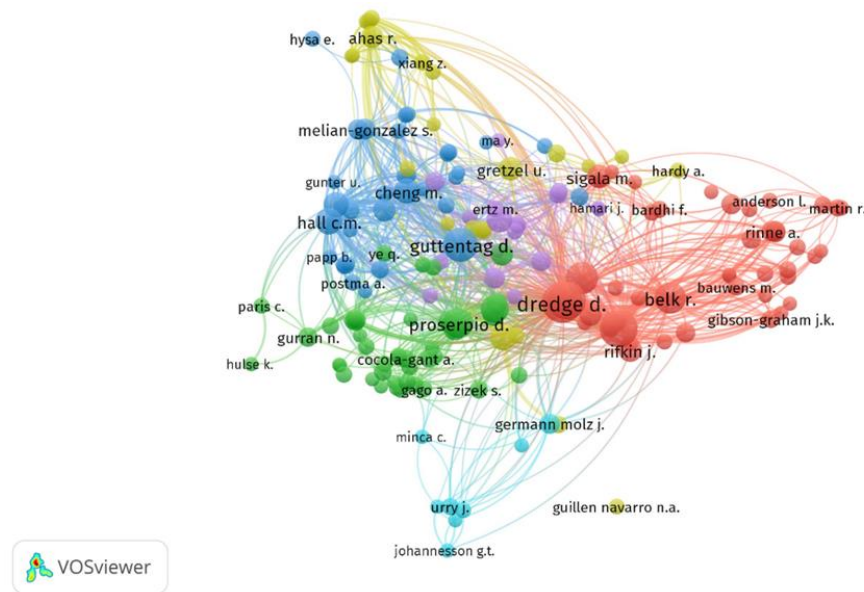 hysa e.
ahas r.
xiang z.
melian-gonzalez s.
ma y.
gunter u.
cheng m.
gretzel u.
sigala m.
hardy a.
hall c.m.
ertz m.
hamari j.
bardhi f.
anderson l.
martin r.
guttentag d.
rinne a.
papp b.
ye q.
postma a.
bauwens m.
paris c.
dredge d.
belk r.
gibson-graham j.k.
gurran n.
proserpio d.
rifkin j.
hulse k.
cocola-gant a.
gago a.
zizek s.
minca c.
germann molz j.
urry j.
guillen navarro n.a.
johannesson g.t.
VOSviewer